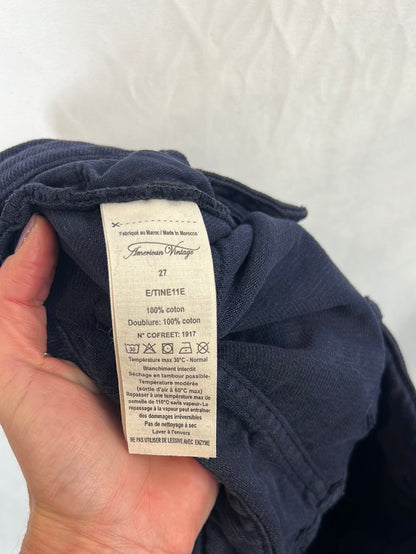 Fabriqué au Maroc / Made in Morocco
American Vintage
27
E/TINE11E
100% coton
Doublure: 100% coton
N° COFREET: 1917
30
Température max 30°C - Normal
Blanchiment interdit
Séchage en tambour possible-
Température modérée
(sortie d'air à 60°C max)
Repasser à une température max de
semelle de 110°C sans vapeur- Le
repassage à la vapeur peut entraîner
des dommages irréversibles
Pas de nettoyage à sec
Laver à l'envers
NE PAS UTILISER DE LESSIVE AVEC ENZYME